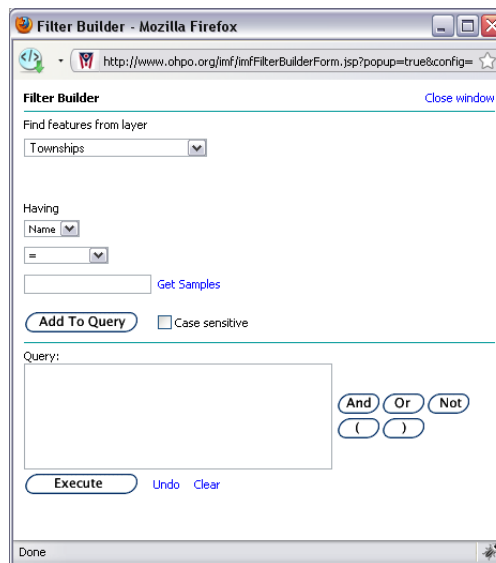 Filter Builder - Mozilla Firefox
http://www.ohpo.org/imf/imfFilterBuilderForm.jsp?popup=true&config=
Filter Builder Close window
Find features from layer
Townships
Having
Name
=
Get Samples
Add To Query Case sensitive
Query:
And Or Not
( )
Execute Undo Clear
Done